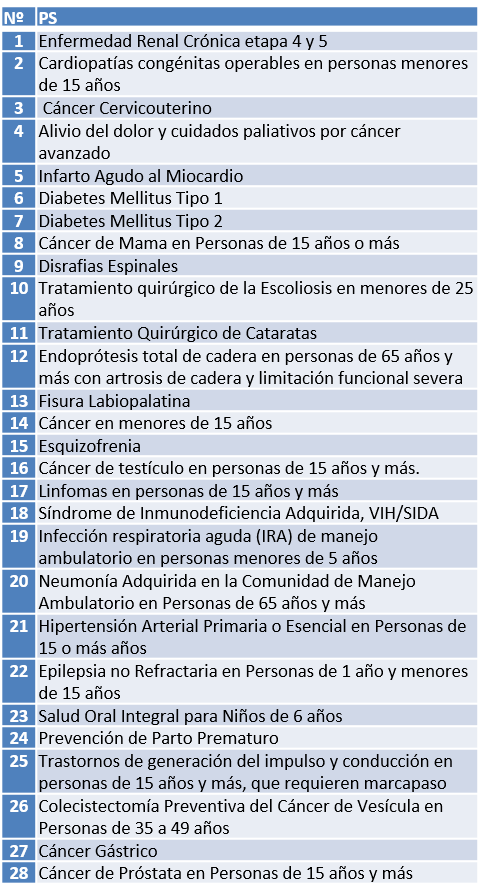 Nº PS
1 Enfermedad Renal Crónica etapa 4 y 5
2 Cardiopatías congénitas operables en personas menores
de 15 años
3 Cáncer Cervicouterino
4 Alivio del dolor y cuidados paliativos por cáncer
avanzado
5 Infarto Agudo al Miocardio
6 Diabetes Mellitus Tipo 1
7 Diabetes Mellitus Tipo 2
8 Cáncer de Mama en Personas de 15 años o más
9 Disrafias Espinales
10 Tratamiento quirúrgico de la Escoliosis en menores de 25
años
11 Tratamiento Quirúrgico de Cataratas
12 Endoprótesis total de cadera en personas de 65 años y
más con artrosis de cadera y limitación funcional severa
13 Fisura Labiopalatina
14 Cáncer en menores de 15 años
15 Esquizofrenia
16 Cáncer de testículo en personas de 15 años y más.
17 Linfomas en personas de 15 años y más
18 Síndrome de Inmunodeficiencia Adquirida, VIH/SIDA
19 Infección respiratoria aguda (IRA) de manejo
ambulatorio en personas menores de 5 años
20 Neumonía Adquirida en la Comunidad de Manejo
Ambulatorio en Personas de 65 años y más
21 Hipertensión Arterial Primaria o Esencial en Personas de
15 o más años
22 Epilepsia no Refractaria en Personas de 1 año y menores
de 15 años
23 Salud Oral Integral para Niños de 6 años
24 Prevención de Parto Prematuro
25 Trastornos de generación del impulso y conducción en
personas de 15 años y más, que requieren marcapaso
26 Colecistectomía Preventiva del Cáncer de Vesícula en
Personas de 35 a 49 años
27 Cáncer Gástrico
28 Cáncer de Próstata en Personas de 15 años y más